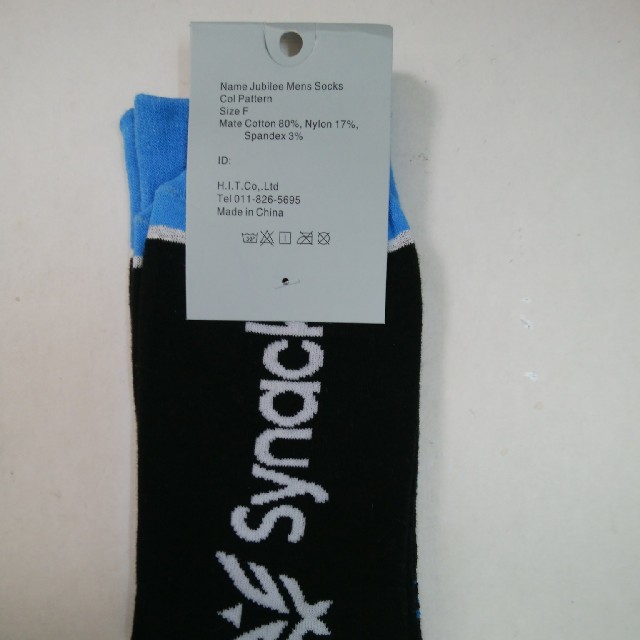 Name Jubilee Mens Socks
Col Pattern
Size F
Mate Cotton 80%, Nylon 17%,
Spandex 3%
ID:
H.I.T.Co,.Ltd
Tel 011-826-5695
Made in China
Synack